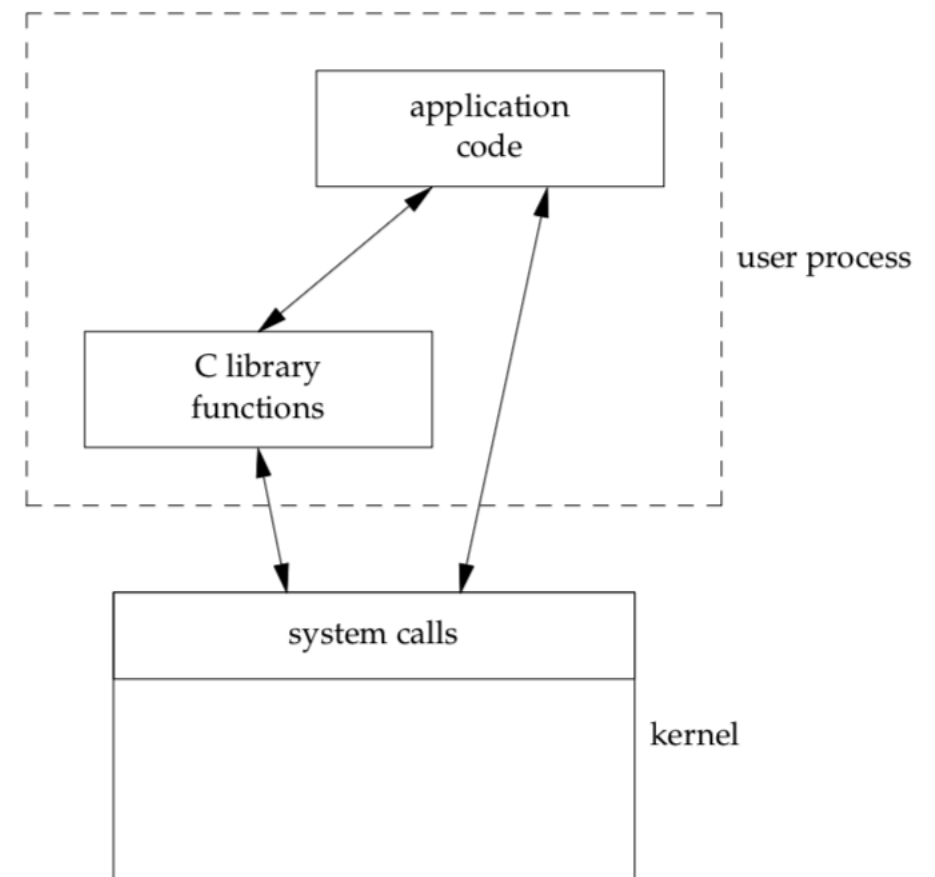 application
code
user process
C library
functions
system calls
kernel